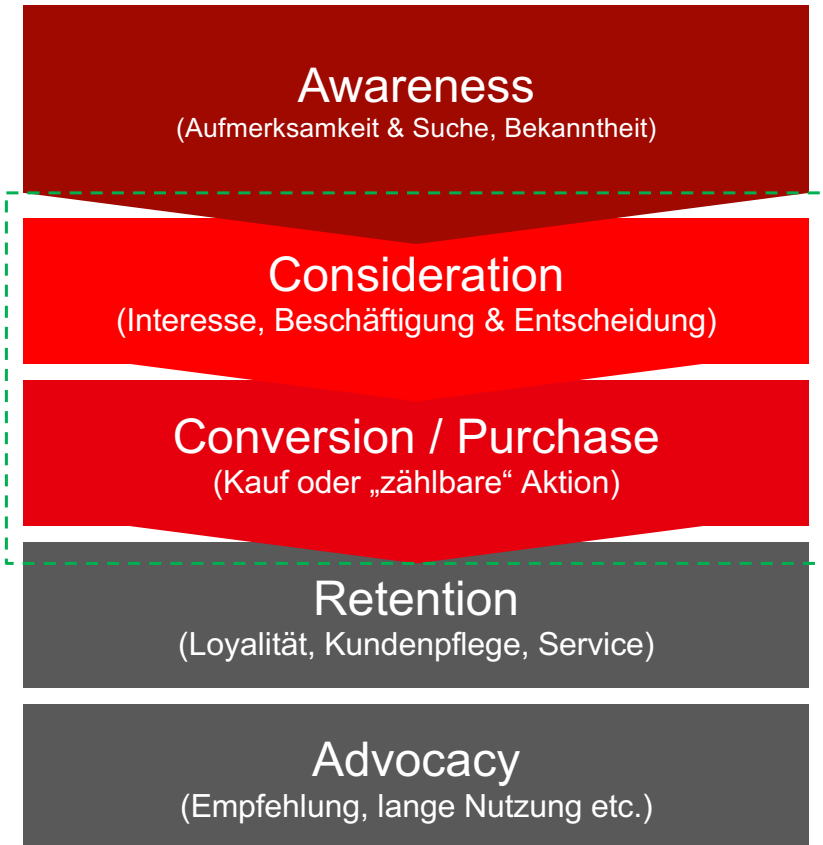 Awareness
(Aufmerksamkeit & Suche, Bekanntheit)
Consideration
(Interesse, Beschäftigung & Entscheidung)
Conversion / Purchase
(Kauf oder „zählbare“ Aktion)
Retention
(Loyalität, Kundenpflege, Service)
Advocacy
(Empfehlung, lange Nutzung etc.)